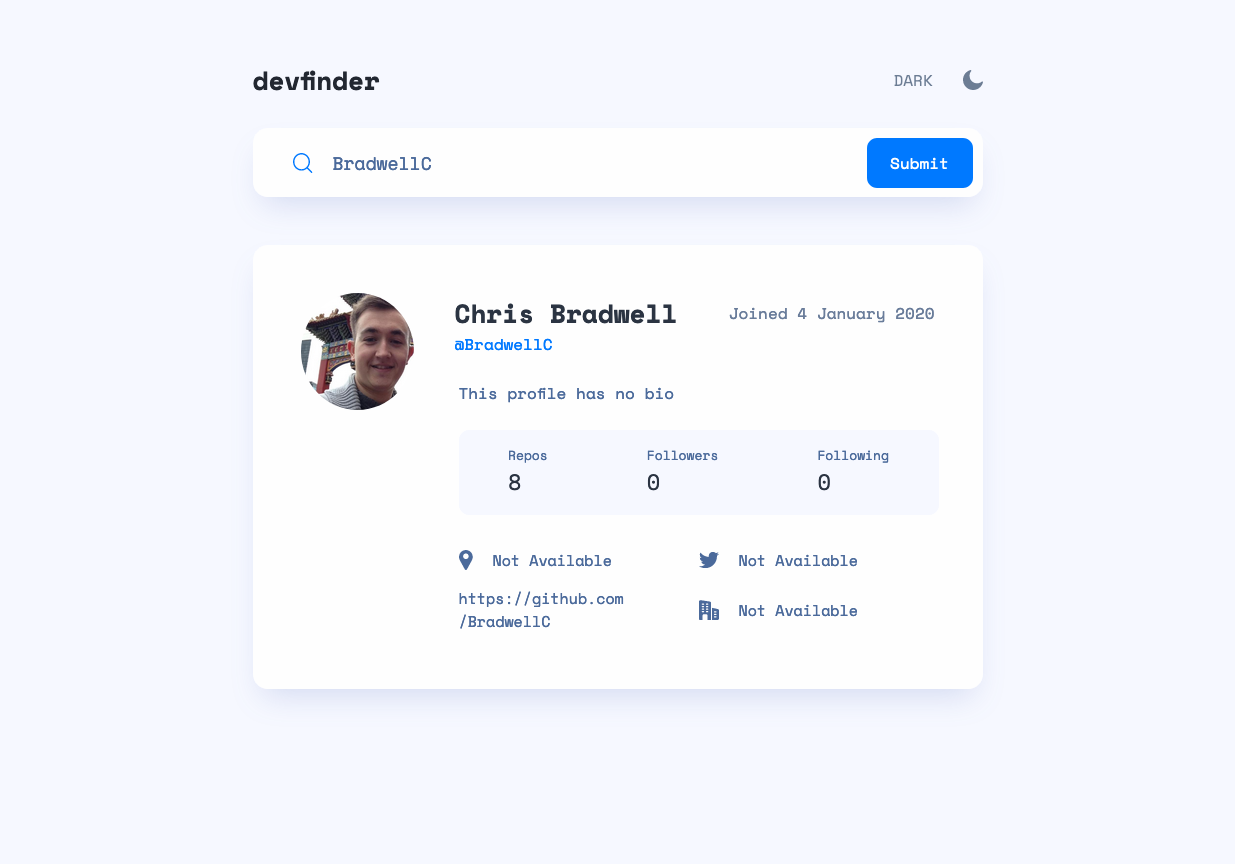 devfinder
DARK
BradwellC
Submit
Chris Bradwell
Joined 4 January 2020
@BradwellC
This profile has no bio
Repos
Followers
Following
8
0
0
Not Available
Not Available
https://github.com
/BradwellC
Not Available